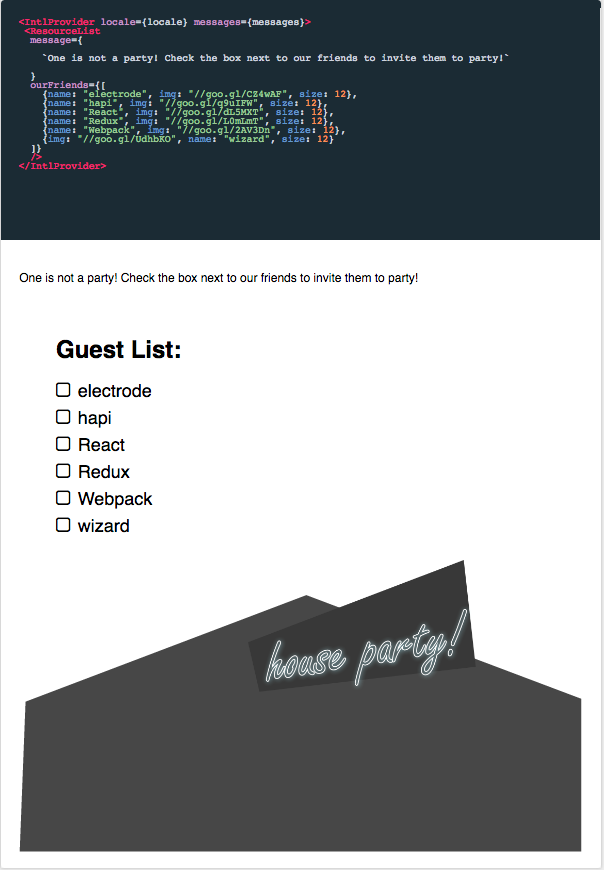 <IntlProvider locale={locale} messages={messages}>
<ResourceList
message={
`One is not a party! Check the box next to our friends to invite them to party!`
}
ourFriends={[
{name: "electrode", img: "//goo.gl/CZ4wAF", size: 12},
{name: "hapi", img: "//goo.gl/q9uIFW", size: 12},
{name: "React", img: "//goo.gl/dL5MXT", size: 12},
{name: "Redux", img: "//goo.gl/L0mLmT", size: 12},
{name: "Webpack", img: "//goo.gl/2AV3Dn", size: 12},
{img: "//goo.gl/UdhbKO", name: "wizard", size: 12}
]}
/>
</IntlProvider>
One is not a party! Check the box next to our friends to invite them to party!
Guest List:
electrode
hapi
React
Redux
Webpack
wizard
house party!